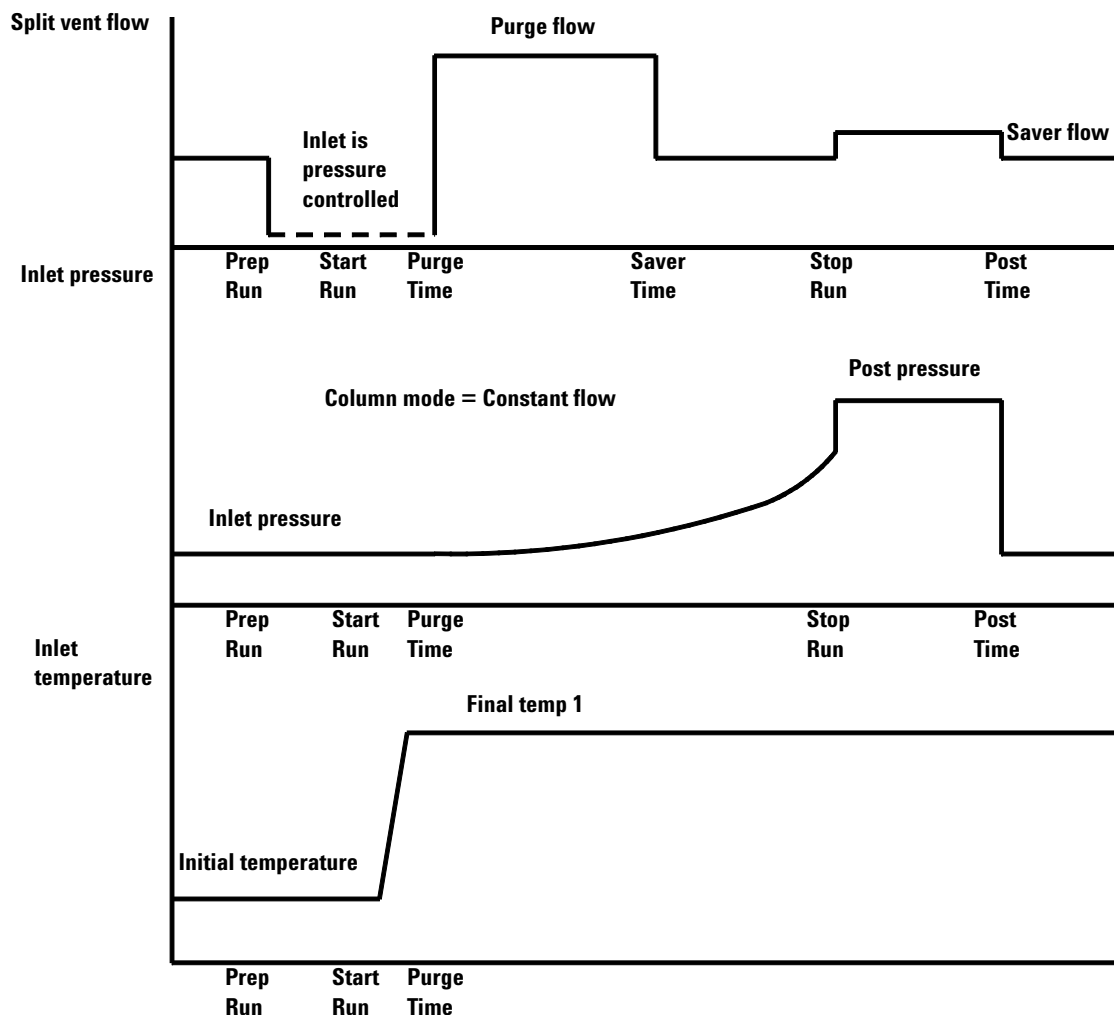 Split vent flow
Purge flow
Inlet is
pressure
controlled
Saver flow
Prep
Run
Start
Run
Purge
Time
Saver
Time
Stop
Run
Post
Time
Inlet pressure
Post pressure
Column mode = Constant flow
Inlet pressure
Prep
Run
Start
Run
Purge
Time
Stop
Run
Post
Time
Inlet
temperature
Final temp 1
Initial temperature
Prep
Run
Start
Run
Purge
Time